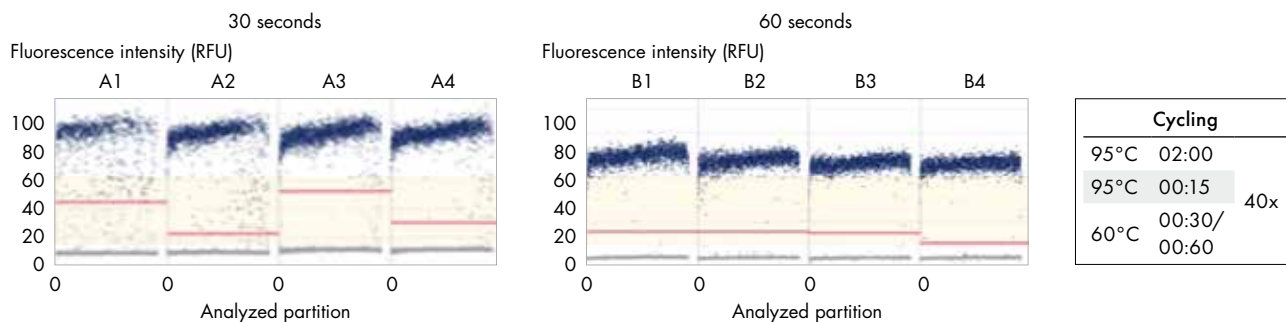 30 seconds
Fluorescence intensity (RFU)
A1 A2 A3 A4
100
80
60
40
20
0
0 0 0 0
Analyzed partition
60 seconds
Fluorescence intensity (RFU)
B1 B2 B3 B4
100
80
60
40
20
0
0 0 0 0
Analyzed partition
Cycling
95°C 02:00
95°C 00:15
40x
60°C 00:30/
00:60